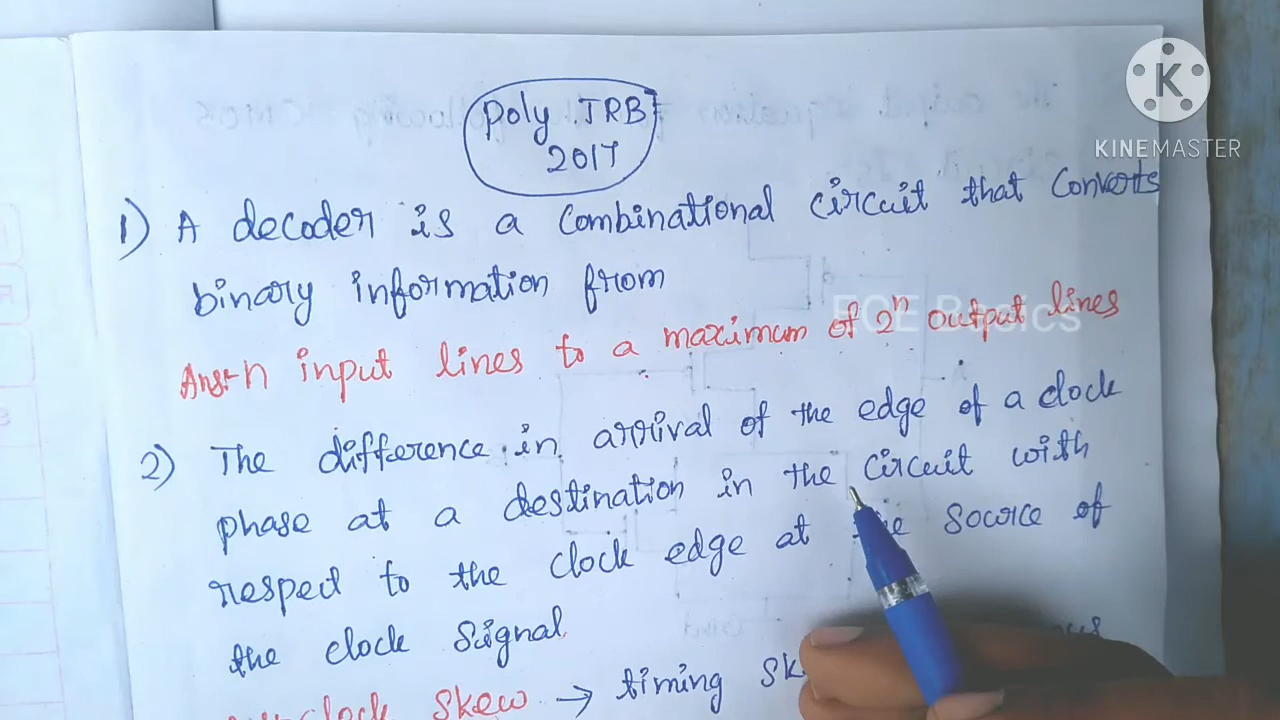 KINEMASTER
Poly TRB
2017
1) A decoder is a combinational circuit that converts
binary information from
ECE Basics
Ans:- n input lines to a maximum of 2ⁿ output lines
2) The difference in arrival of the edge of a clock
phase at a destination in the circuit with
respect to the clock edge at the source of
the clock signal.
clock skew → timing